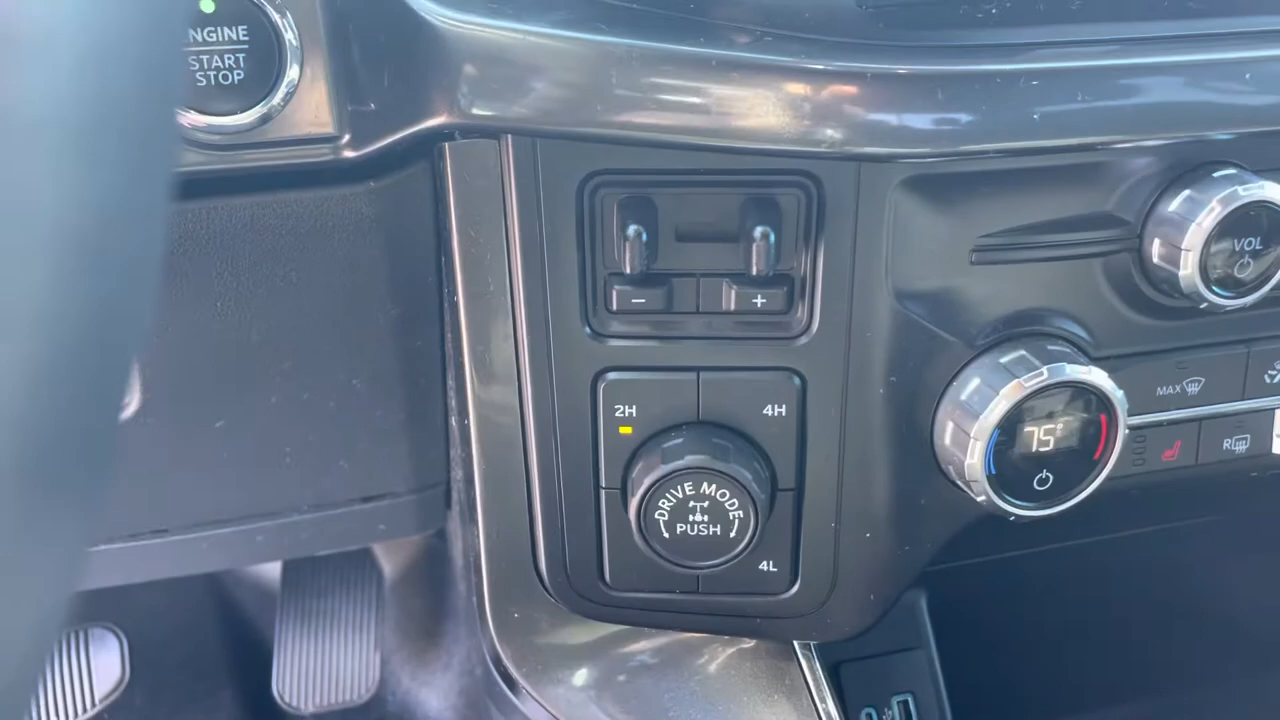 ENGINE
START
STOP
VOL
− +
MAX
75°
R
2H 4H
DRIVE MODE
PUSH
4L